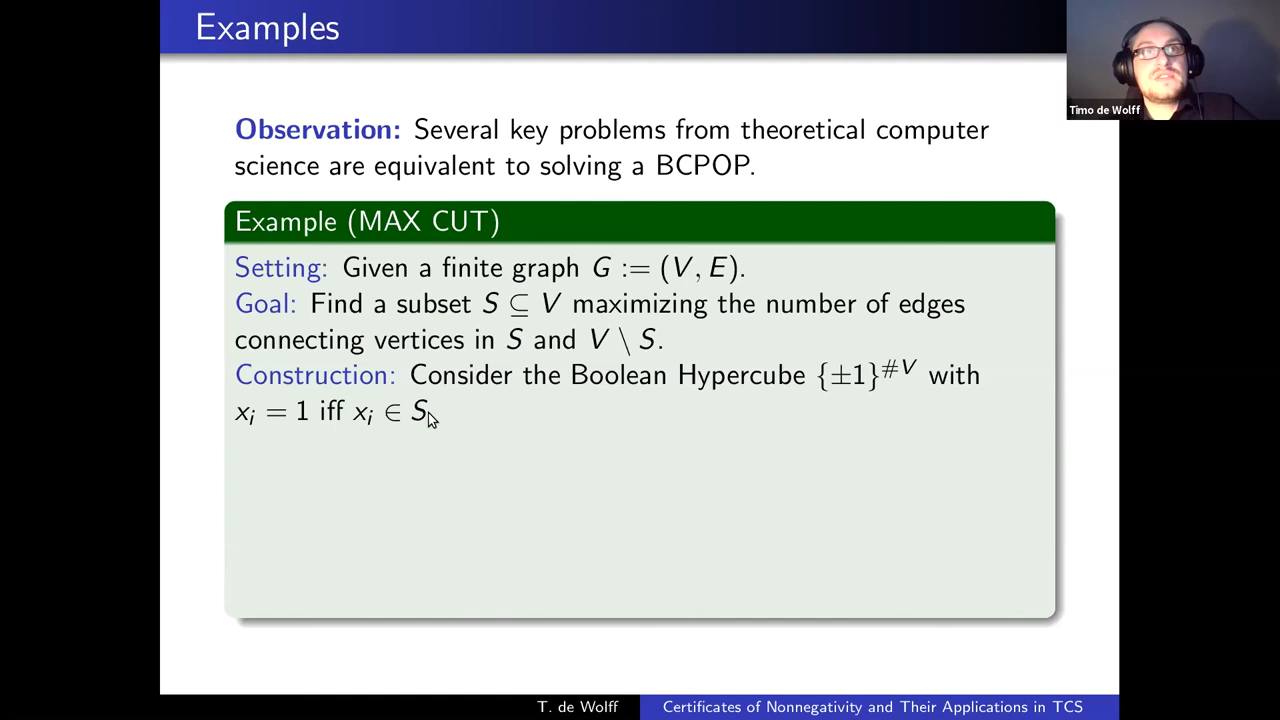 Examples
Timo de Wolff
Observation: Several key problems from theoretical computer
science are equivalent to solving a BCPOP.
Example (MAX CUT)
Setting: Given a finite graph G := (V, E).
Goal: Find a subset S ⊆ V maximizing the number of edges
connecting vertices in S and V \ S.
Construction: Consider the Boolean Hypercube {±1}^{#V} with
x_i = 1 iff x_i ∈ S
T. de Wolff
Certificates of Nonnegativity and Their Applications in TCS